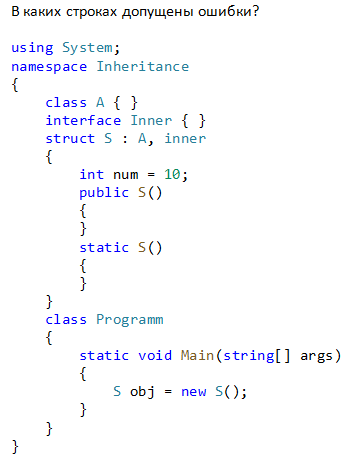 В каких строках допущены ошибки?
using System;
namespace Inheritance
{
    class A { }
    interface Inner { }
    struct S : A, inner
    {
        int num = 10;
        public S()
        {
        }
        static S()
        {
        }
    }
    class Programm
    {
        static void Main(string[] args)
        {
            S obj = new S();
        }
    }
}